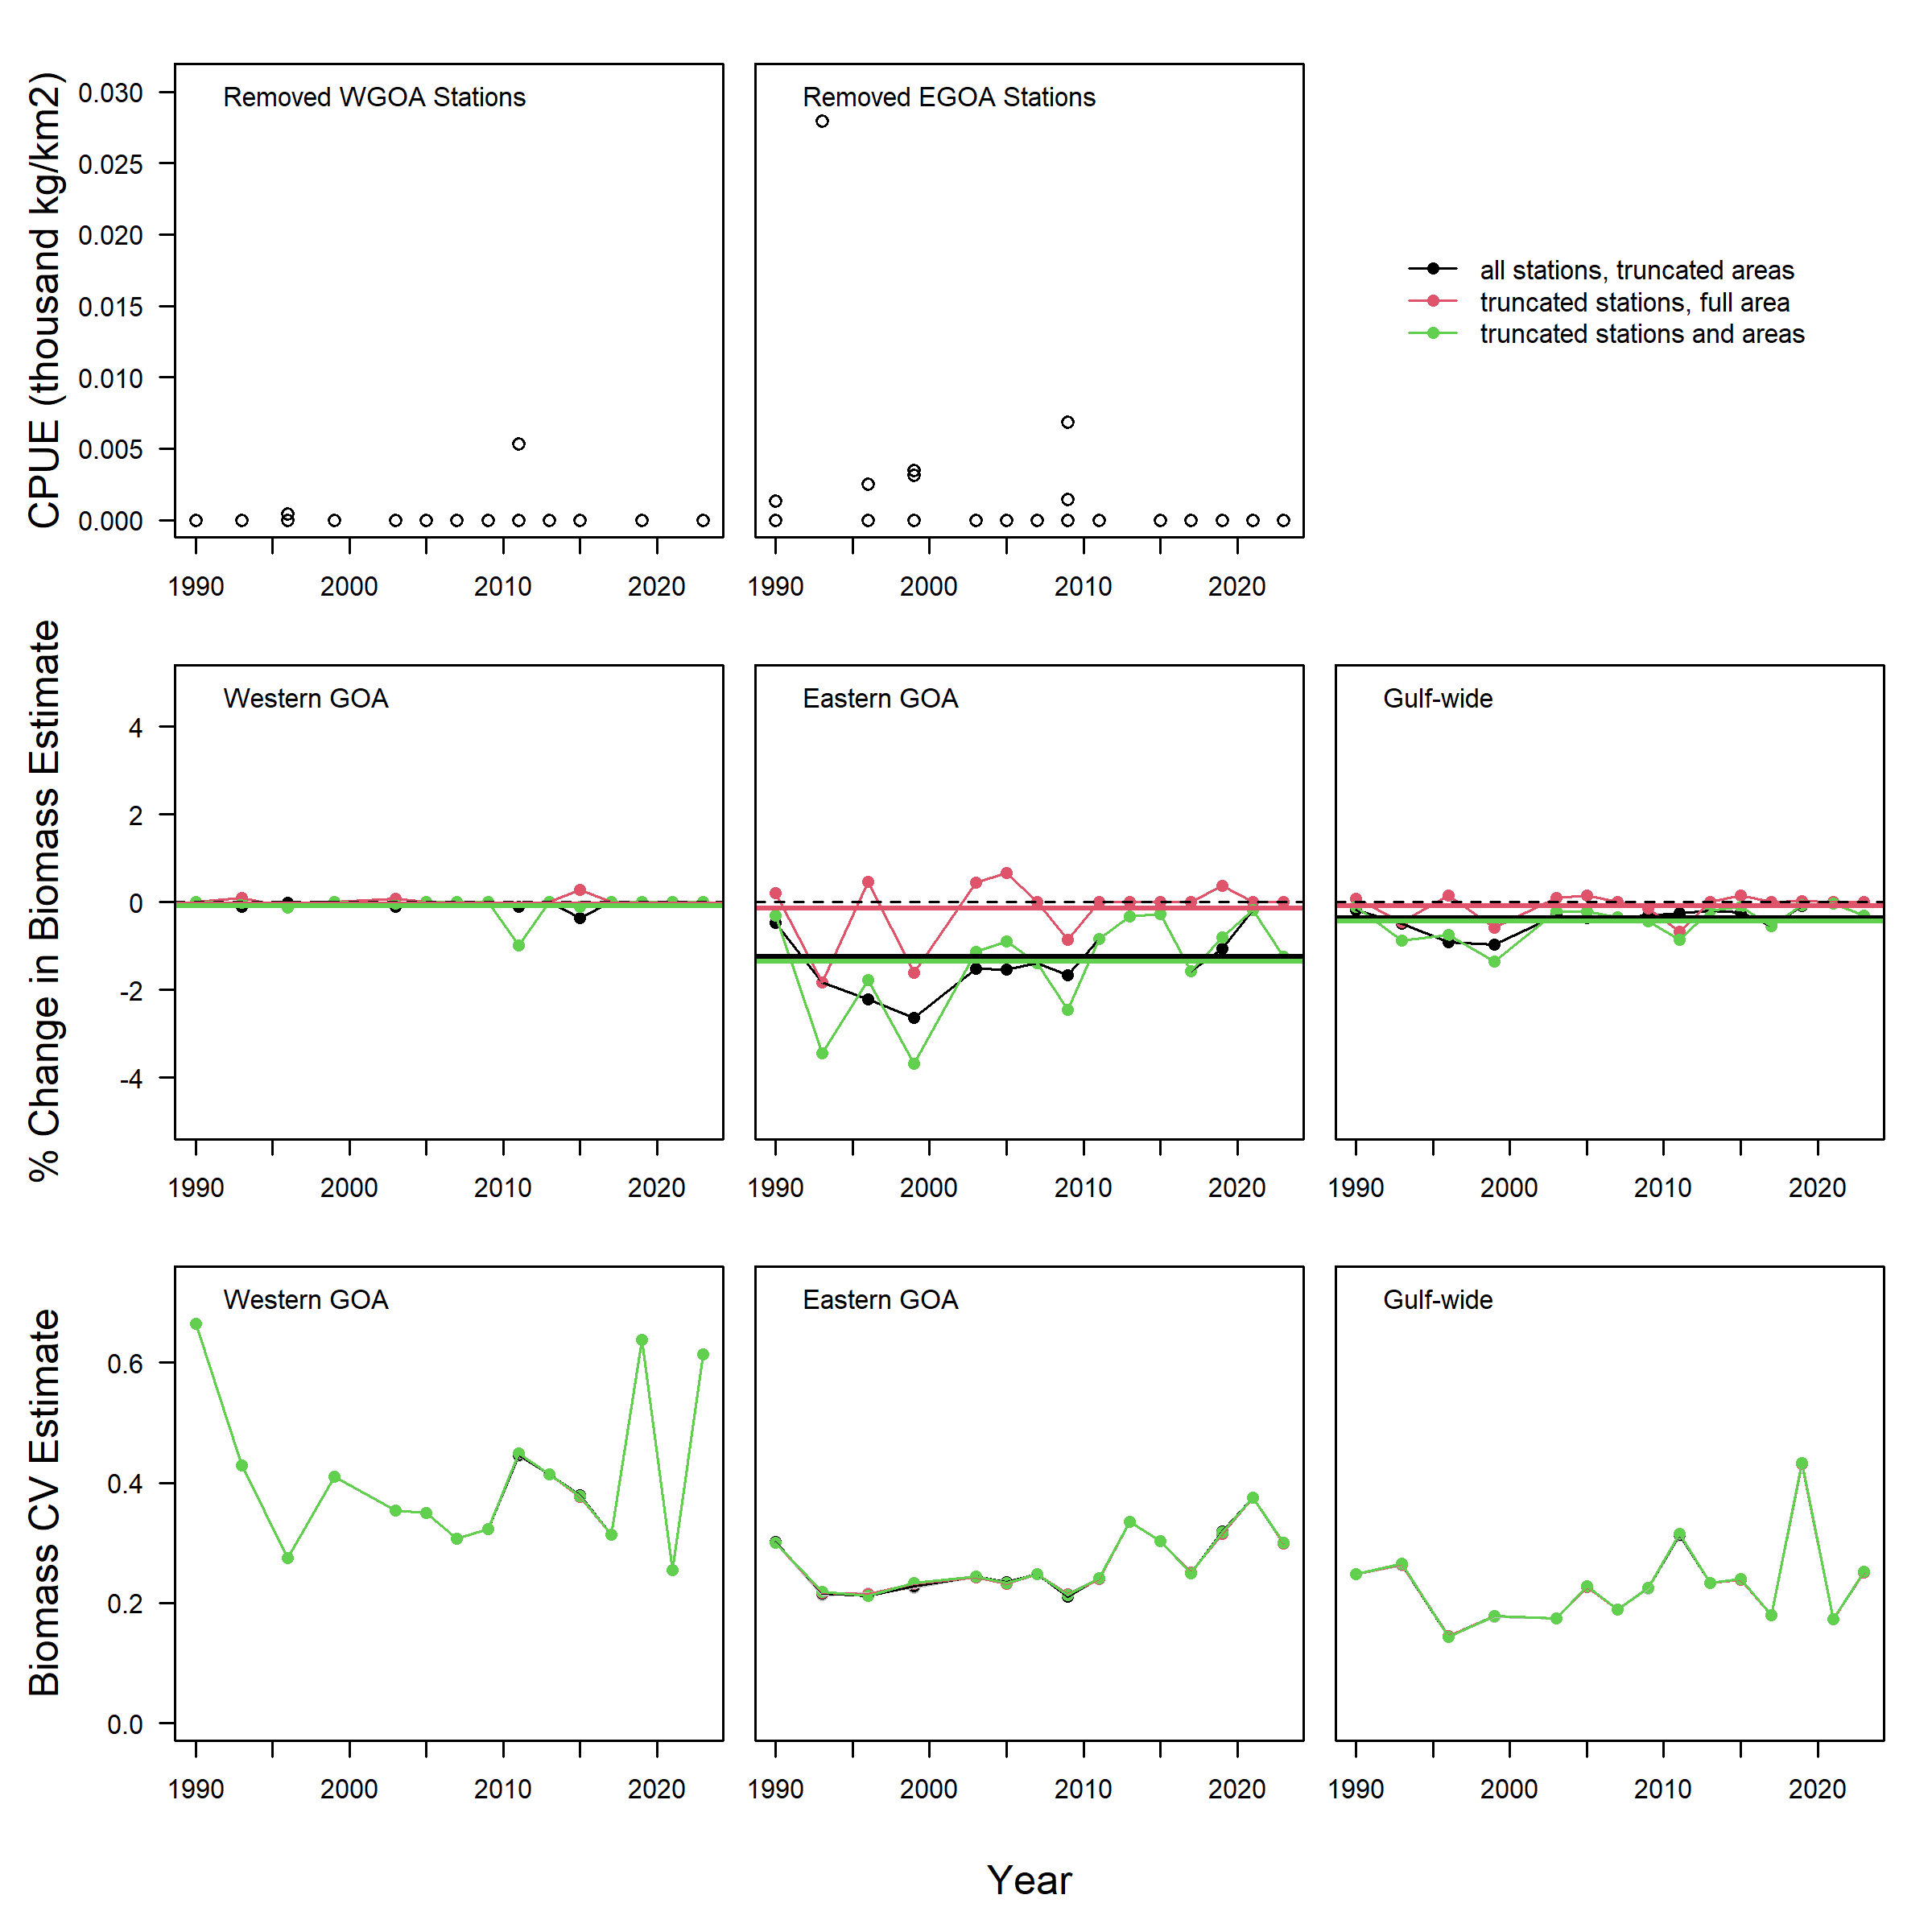 CPUE (thousand kg/km2)
0.030
0.025
0.020
0.015
0.010
0.005
0.000
Removed WGOA Stations
1990 2000 2010 2020
Removed EGOA Stations
1990 2000 2010 2020
all stations, truncated areas
truncated stations, full area
truncated stations and areas
% Change in Biomass Estimate
4
2
0
-2
-4
Western GOA
1990 2000 2010 2020
Eastern GOA
1990 2000 2010 2020
Gulf-wide
1990 2000 2010 2020
Biomass CV Estimate
0.6
0.4
0.2
0.0
Western GOA
1990 2000 2010 2020
Eastern GOA
1990 2000 2010 2020
Gulf-wide
1990 2000 2010 2020
Year